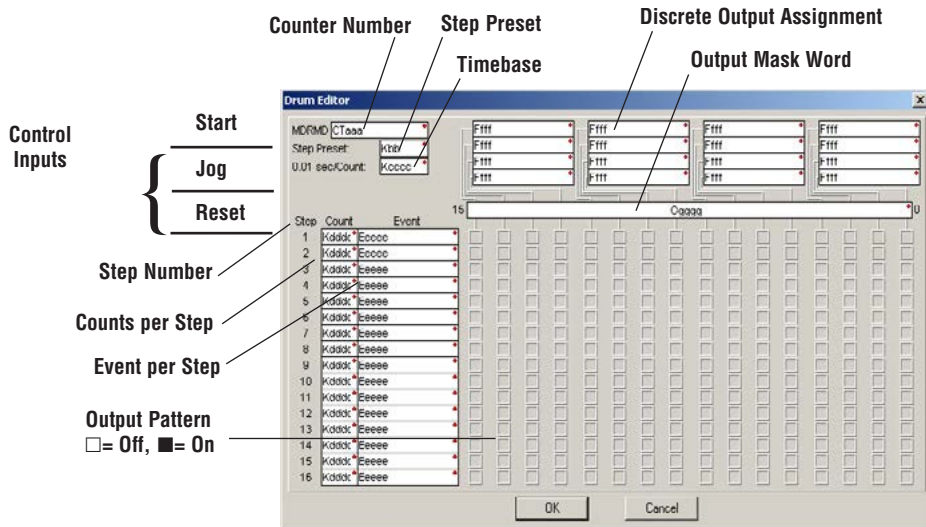 Counter Number
Step Preset
Discrete Output Assignment
Timebase
Output Mask Word
Control
Inputs
Start
Jog
Reset
Step Number
Counts per Step
Event per Step
Output Pattern
□= Off, ■= On
Drum Editor
MDRMD CTaaa
Step Preset: Kbb
0.01 sec/Count: Kcccc
Ffff Ffff Ffff Ffff
Ffff Ffff Ffff Ffff
Ffff Ffff Ffff Ffff
Ffff Ffff Ffff Ffff
15 Ggggg 0
Step Count Event
1 Kdddd Eeeee
2 Kdddd Eeeee
3 Kdddd Eeeee
4 Kdddd Eeeee
5 Kdddd Eeeee
6 Kdddd Eeeee
7 Kdddd Eeeee
8 Kdddd Eeeee
9 Kdddd Eeeee
10 Kdddd Eeeee
11 Kdddd Eeeee
12 Kdddd Eeeee
13 Kdddd Eeeee
14 Kdddd Eeeee
15 Kdddd Eeeee
16 Kdddd Eeeee
OK Cancel